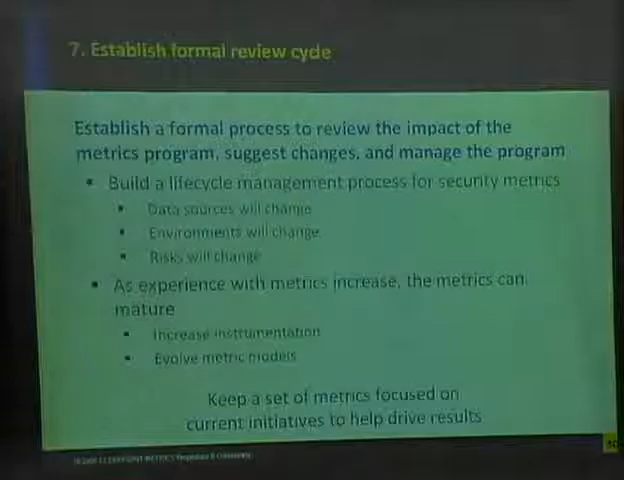 7. Establish formal review cycle
Establish a formal process to review the impact of the
metrics program, suggest changes, and manage the program
▪ Build a lifecycle management process for security metrics
▪ Data sources will change
▪ Environments will change
▪ Risks will change
▪ As experience with metrics increase, the metrics can
mature
▪ Increase instrumentation
▪ Evolve metric models
Keep a set of metrics focused on
current initiatives to help drive results
METRICS